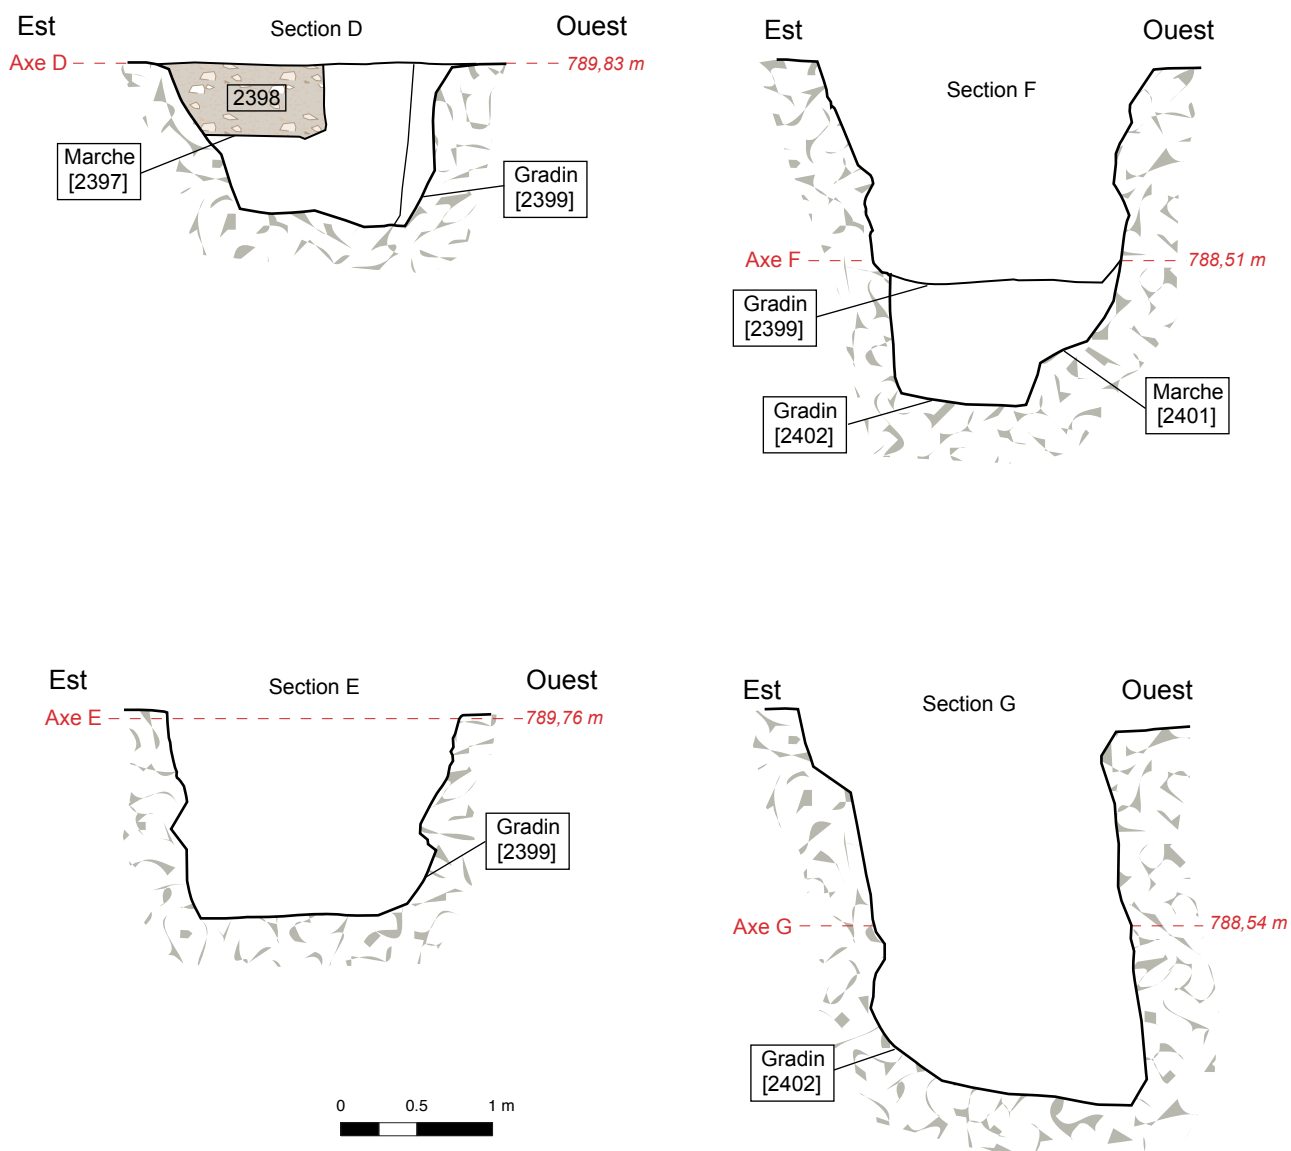 Est
Section D
Ouest
Axe D
789,83 m
2398
Marche
[2397]
Gradin
[2399]
Est
Ouest
Section F
Axe F
788,51 m
Gradin
[2399]
Gradin
[2402]
Marche
[2401]
Est
Section E
Ouest
Axe E
789,76 m
Gradin
[2399]
Est
Section G
Ouest
Axe G
788,54 m
Gradin
[2402]
0 0.5 1 m